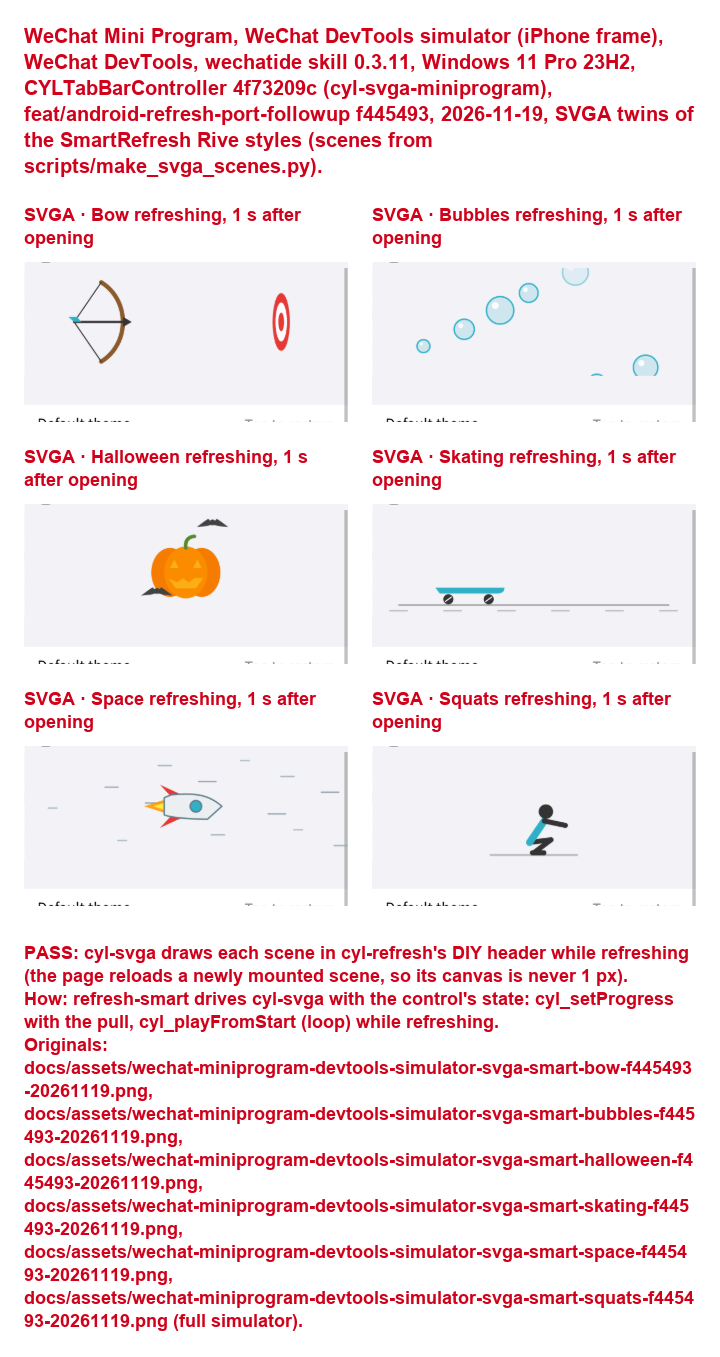 WeChat Mini Program, WeChat DevTools simulator (iPhone frame),
WeChat DevTools, wechatide skill 0.3.11, Windows 11 Pro 23H2,
CYLTabBarController 4f73209c (cyl-svga-miniprogram),
feat/android-refresh-port-followup f445493, 2026-11-19, SVGA twins of
the SmartRefresh Rive styles (scenes from
scripts/make_svga_scenes.py).
SVGA · Bow refreshing, 1 s after
opening
SVGA · Bubbles refreshing, 1 s after
opening
SVGA · Halloween refreshing, 1 s
after opening
SVGA · Skating refreshing, 1 s after
opening
SVGA · Space refreshing, 1 s after
opening
SVGA · Squats refreshing, 1 s after
opening
PASS: cyl-svga draws each scene in cyl-refresh's DIY header while refreshing
(the page reloads a newly mounted scene, so its canvas is never 1 px).
How: refresh-smart drives cyl-svga with the control's state: cyl_setProgress
with the pull, cyl_playFromStart (loop) while refreshing.
Originals:
docs/assets/wechat-miniprogram-devtools-simulator-svga-smart-bow-f445493
-20261119.png,
docs/assets/wechat-miniprogram-devtools-simulator-svga-smart-bubbles-f445
493-20261119.png,
docs/assets/wechat-miniprogram-devtools-simulator-svga-smart-halloween-f4
45493-20261119.png,
docs/assets/wechat-miniprogram-devtools-simulator-svga-smart-skating-f445
493-20261119.png,
docs/assets/wechat-miniprogram-devtools-simulator-svga-smart-space-f4454
93-20261119.png,
docs/assets/wechat-miniprogram-devtools-simulator-svga-smart-squats-f4454
93-20261119.png (full simulator).